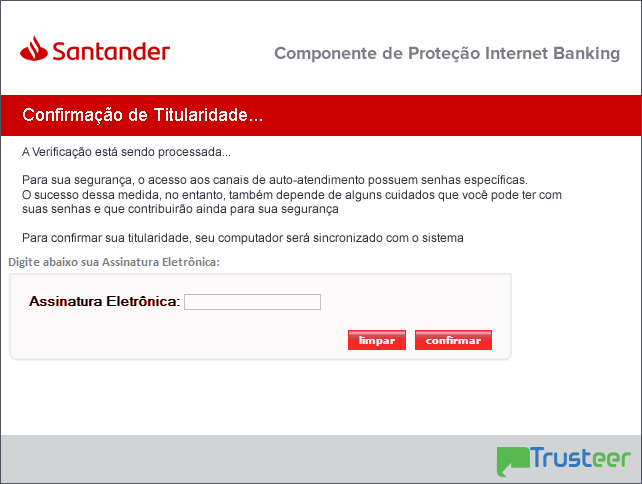 Santander
Componente de Proteção Internet Banking
Confirmação de Titularidade...
A Verificação está sendo processada...
Para sua segurança, o acesso aos canais de auto-atendimento possuem senhas específicas.
O sucesso dessa medida, no entanto, também depende de alguns cuidados que você pode ter com
suas senhas e que contribuirão ainda para sua segurança
Para confirmar sua titularidade, seu computador será sincronizado com o sistema
Digite abaixo sua Assinatura Eletrônica:
Assinatura Eletrônica:
limpar confirmar
Trusteer